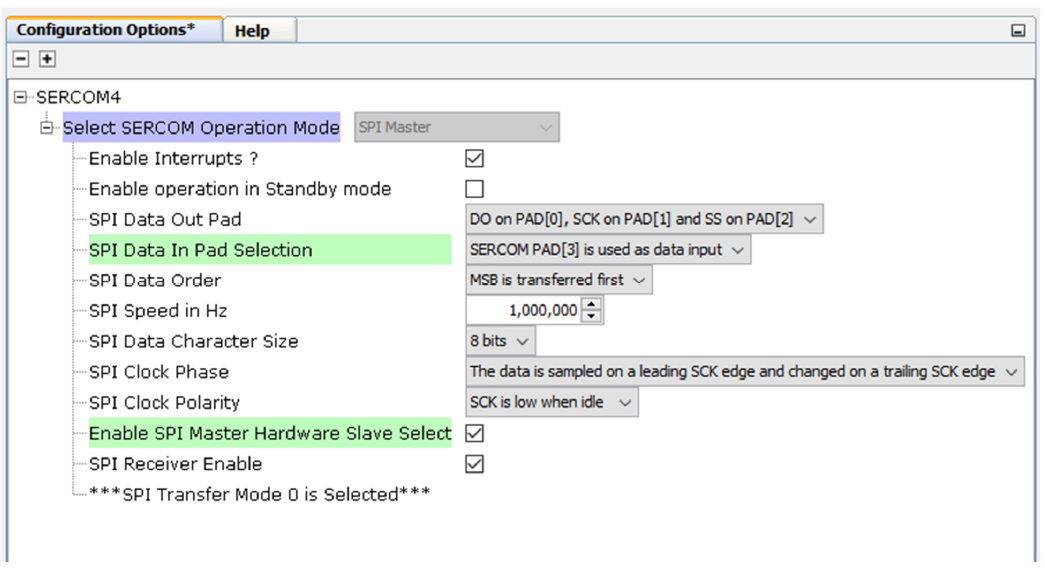 Configuration Options* Help
SERCOM4
Select SERCOM Operation Mode SPI Master
Enable Interrupts ?
Enable operation in Standby mode
SPI Data Out Pad DO on PAD[0], SCK on PAD[1] and SS on PAD[2]
SPI Data In Pad Selection SERCOM PAD[3] is used as data input
SPI Data Order MSB is transferred first
SPI Speed in Hz 1,000,000
SPI Data Character Size 8 bits
SPI Clock Phase The data is sampled on a leading SCK edge and changed on a trailing SCK edge
SPI Clock Polarity SCK is low when idle
Enable SPI Master Hardware Slave Select
SPI Receiver Enable
***SPI Transfer Mode 0 is Selected***